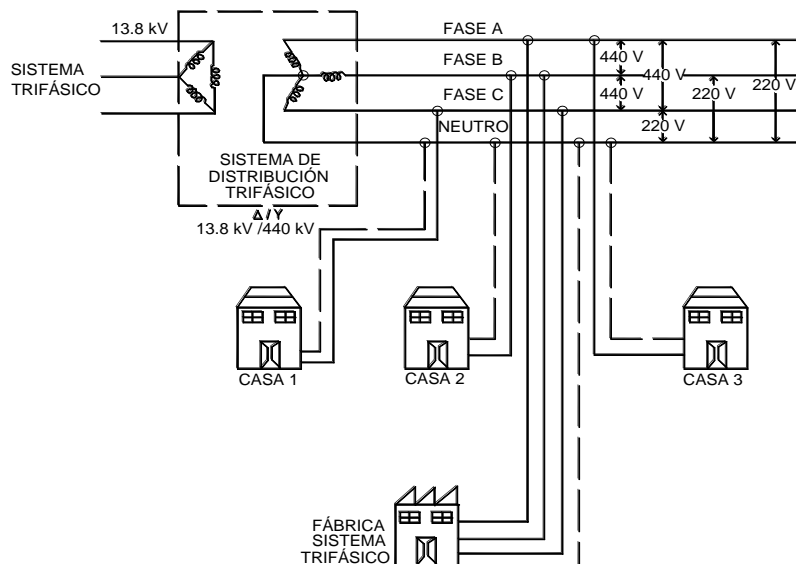 13.8 kV
SISTEMA
TRIFÁSICO
SISTEMA DE
DISTRIBUCIÓN
TRIFÁSICO
Δ / Y
13.8 kV /440 kV
FASE A
FASE B
FASE C
NEUTRO
440 V
440 V
440 V
220 V
220 V
220 V
CASA 1
CASA 2
CASA 3
FÁBRICA
SISTEMA
TRIFÁSICO